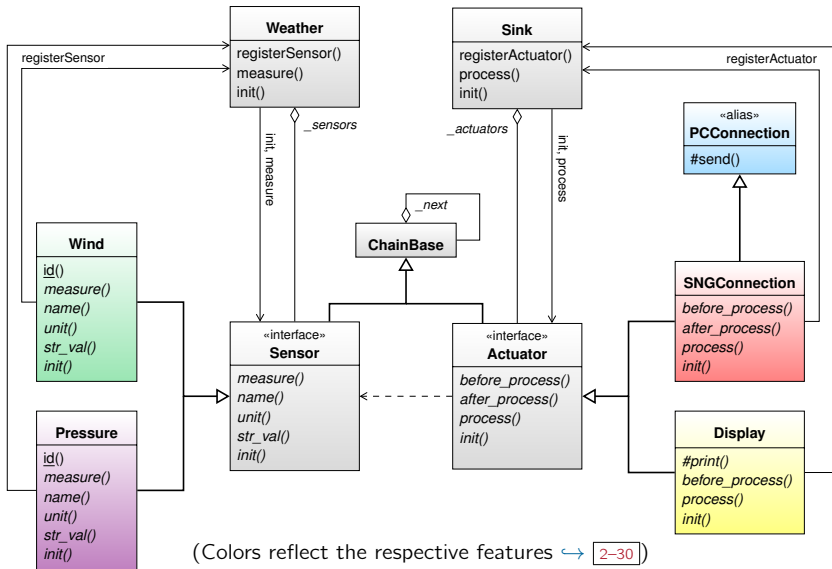 Weather
registerSensor()
measure()
init()
Sink
registerActuator()
process()
init()
registerSensor
registerActuator
_sensors
_actuators
init, measure
init, process
«alias»
PCConnection
#send()
_next
ChainBase
Wind
id()
measure()
name()
unit()
str_val()
init()
SNGConnection
before_process()
after_process()
process()
init()
«interface»
Sensor
measure()
name()
unit()
str_val()
init()
«interface»
Actuator
before_process()
after_process()
process()
init()
Pressure
id()
measure()
name()
unit()
str_val()
init()
Display
#print()
before_process()
process()
init()
(Colors reflect the respective features ↪ 2–30)